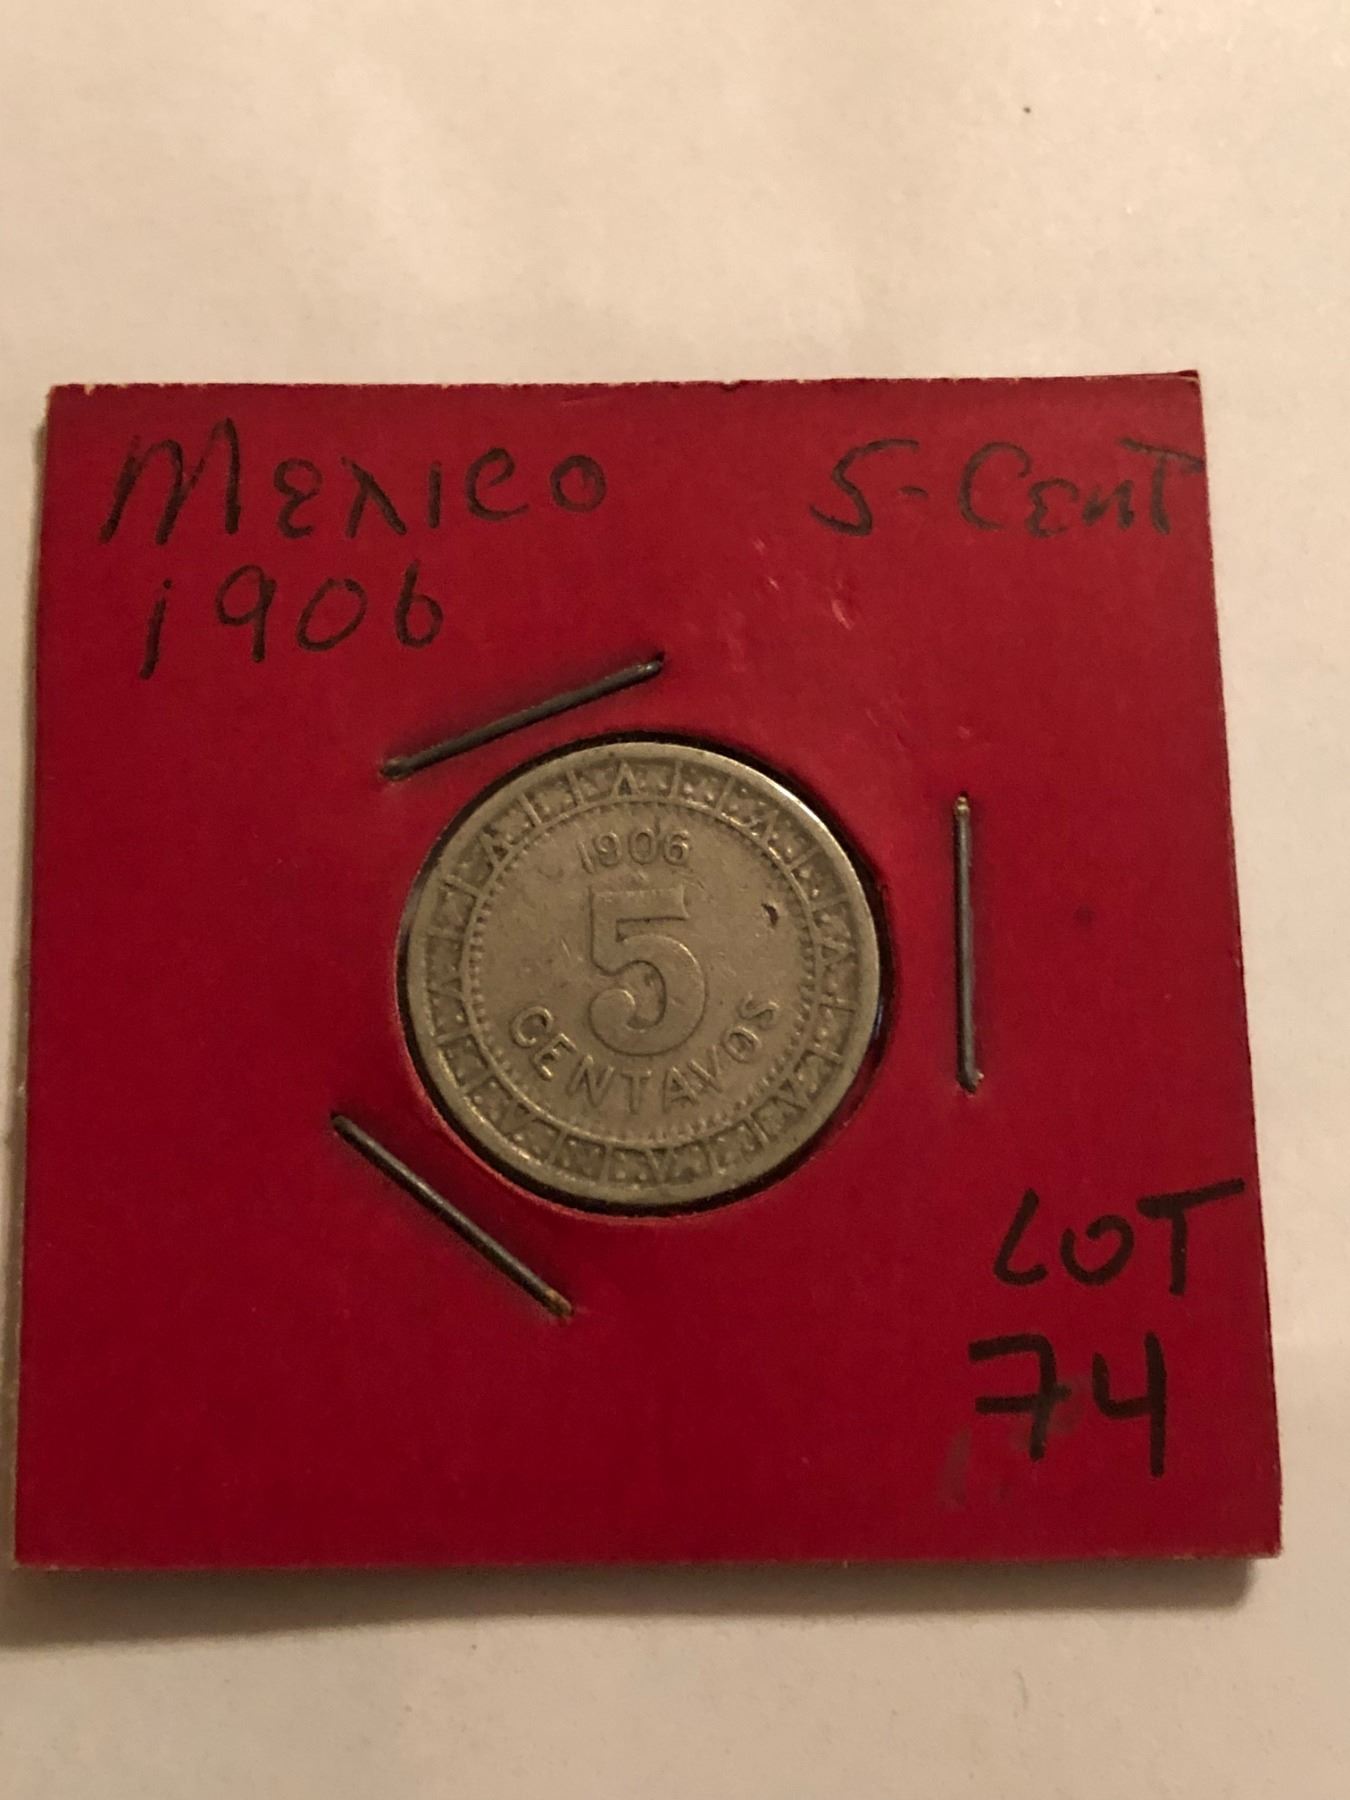 Mexico 5-Cent
1906
1906
5
CENTAVOS
LOT
74